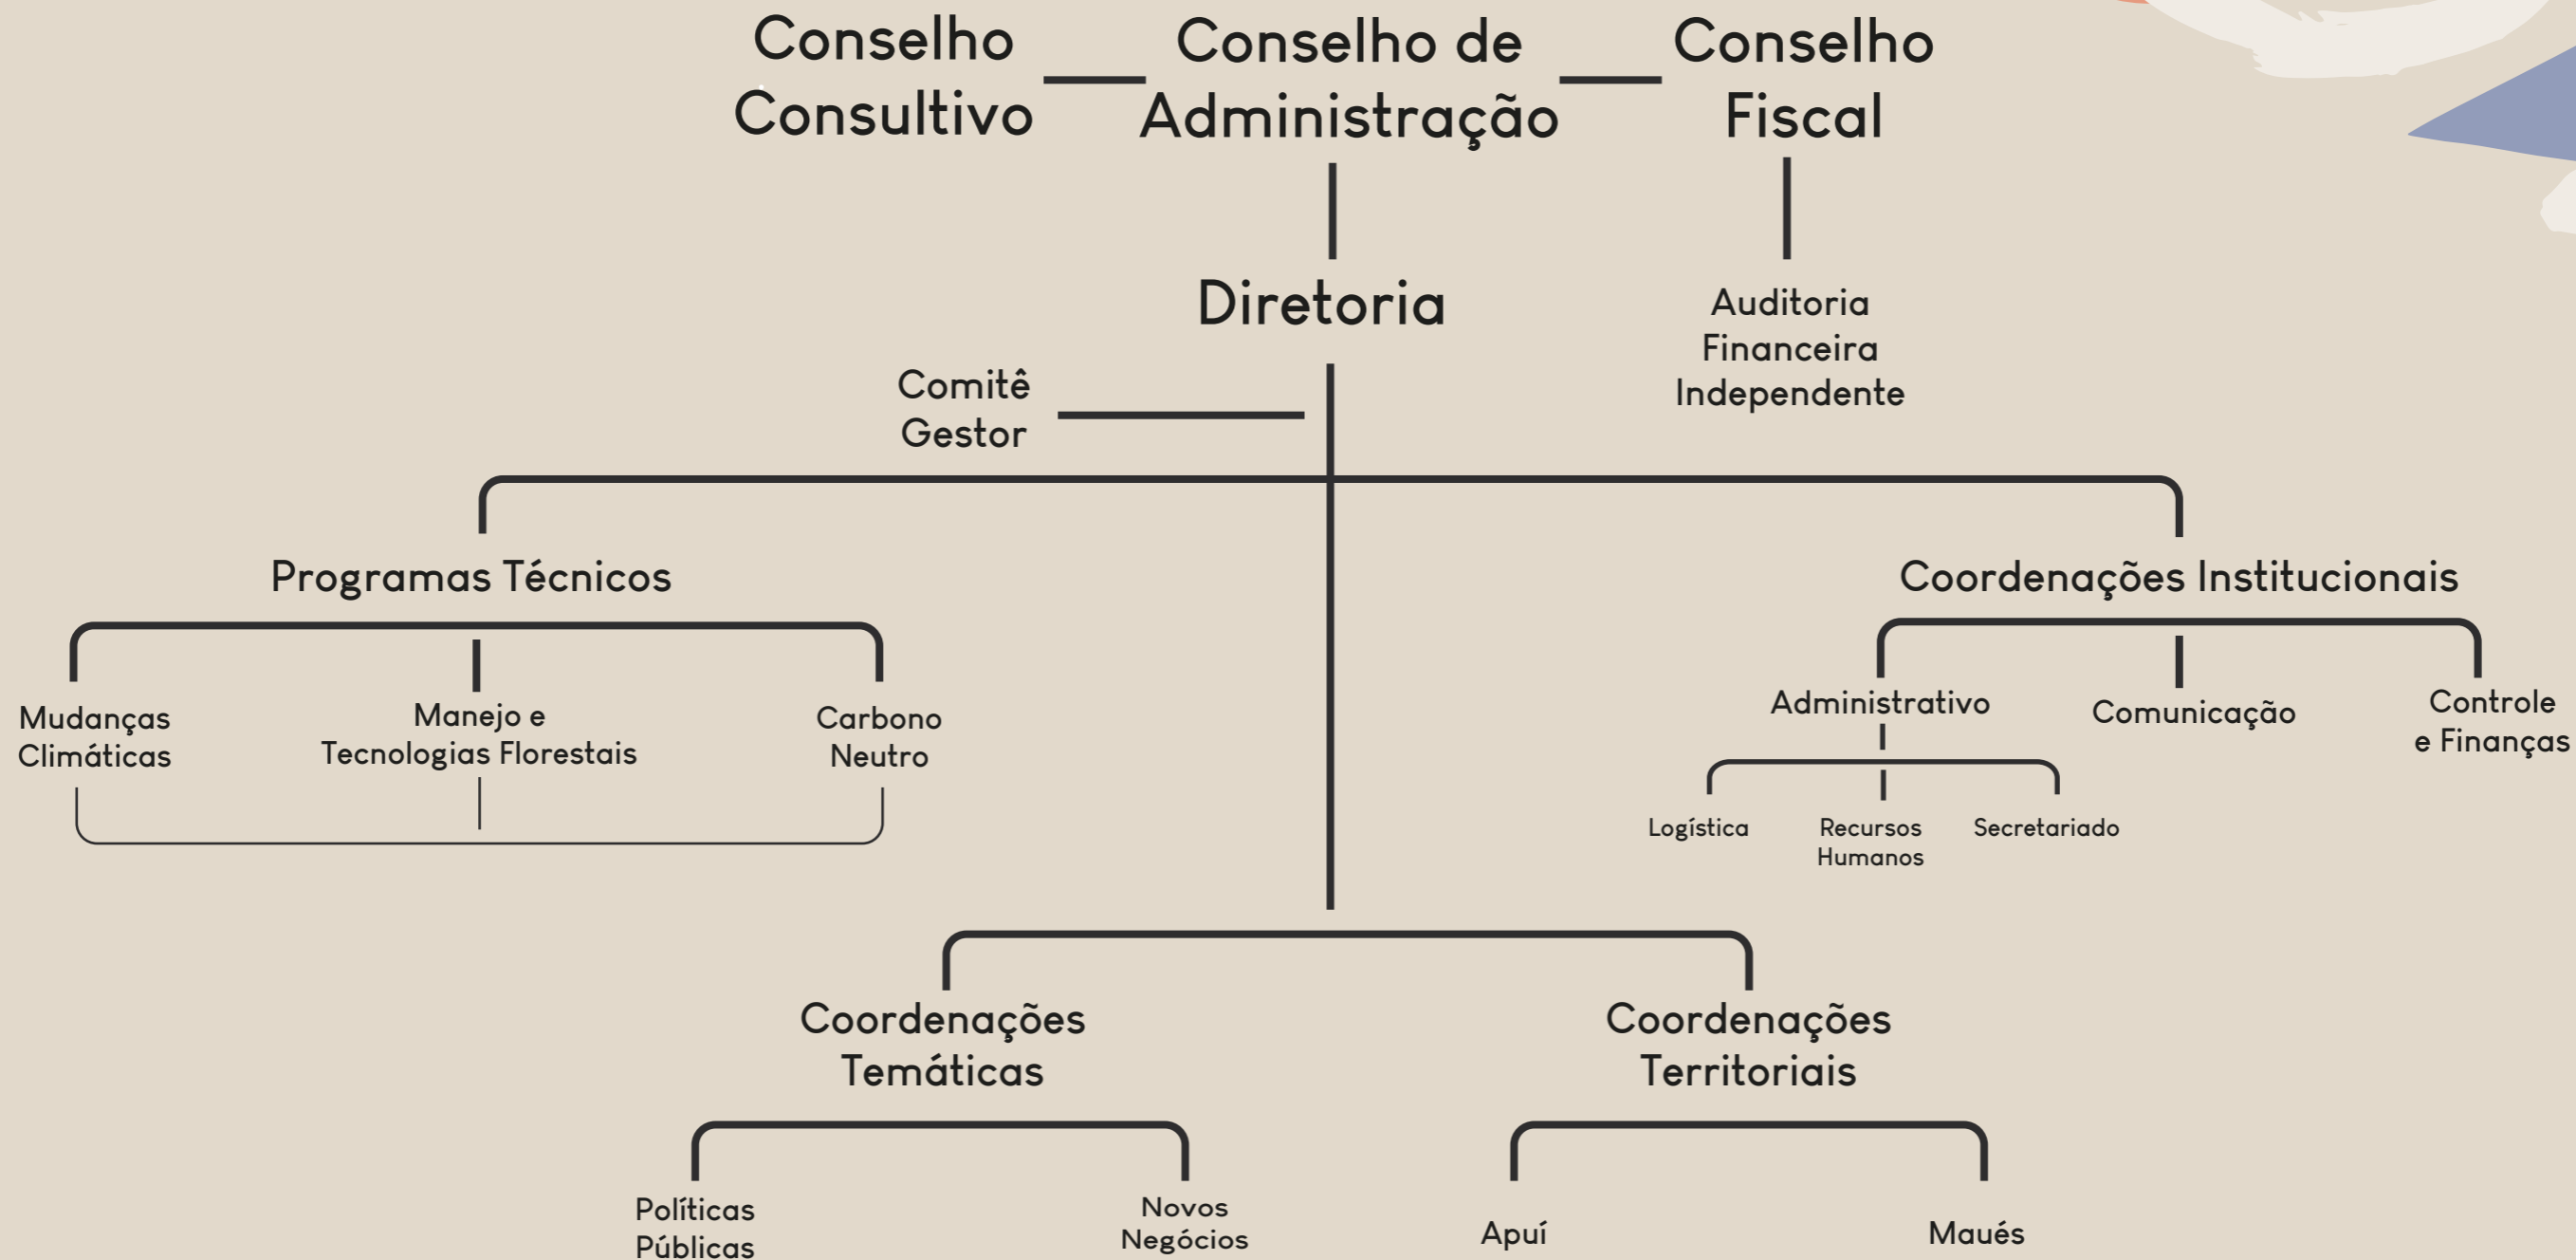 Conselho
Consultivo
Conselho de
Administração
Conselho
Fiscal
Diretoria
Auditoria
Financeira
Independente
Comitê
Gestor
Programas Técnicos
Coordenações Institucionais
Mudanças
Climáticas
Manejo e
Tecnologias Florestais
Carbono
Neutro
Administrativo
Comunicação
Controle
e Finanças
Logística
Recursos
Humanos
Secretariado
Coordenações
Temáticas
Coordenações
Territoriais
Políticas
Públicas
Novos
Negócios
Apuí
Maués